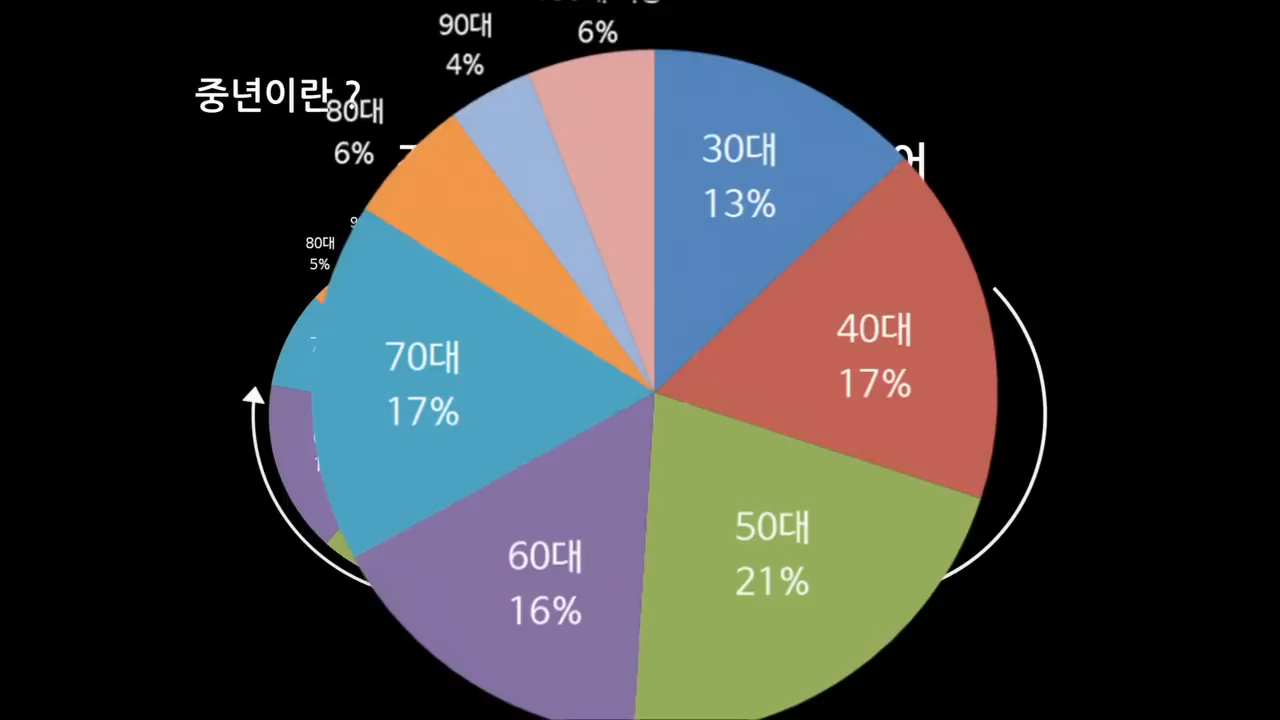 중년이란 ?
90대
4%
6%
80대
6%
30대
13%
40대
17%
50대
21%
60대
16%
70대
17%
80대
5%